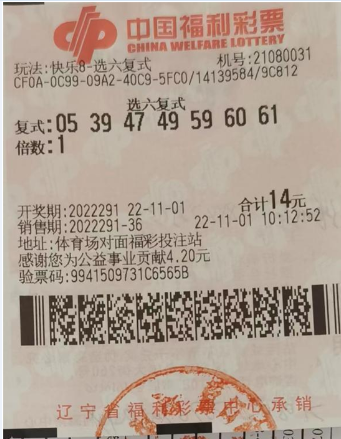 中国福利彩票
CHINA WELFARE LOTTERY
玩法:快乐8-选六复式 机号:21080031
CF0A-0C99-09A2-40C9-5FC0/14139584/9C812
选六复式
复式:05 39 47 49 59 60 61
倍数:1
开奖期:2022291 22-11-01 合计14元
销售期:2022291-36 22-11-01 10:12:52
地址:体育场对面福彩投注站
感谢您为公益事业贡献4.20元
验票码:9941509731C6565B
辽宁省福利彩票中心承销